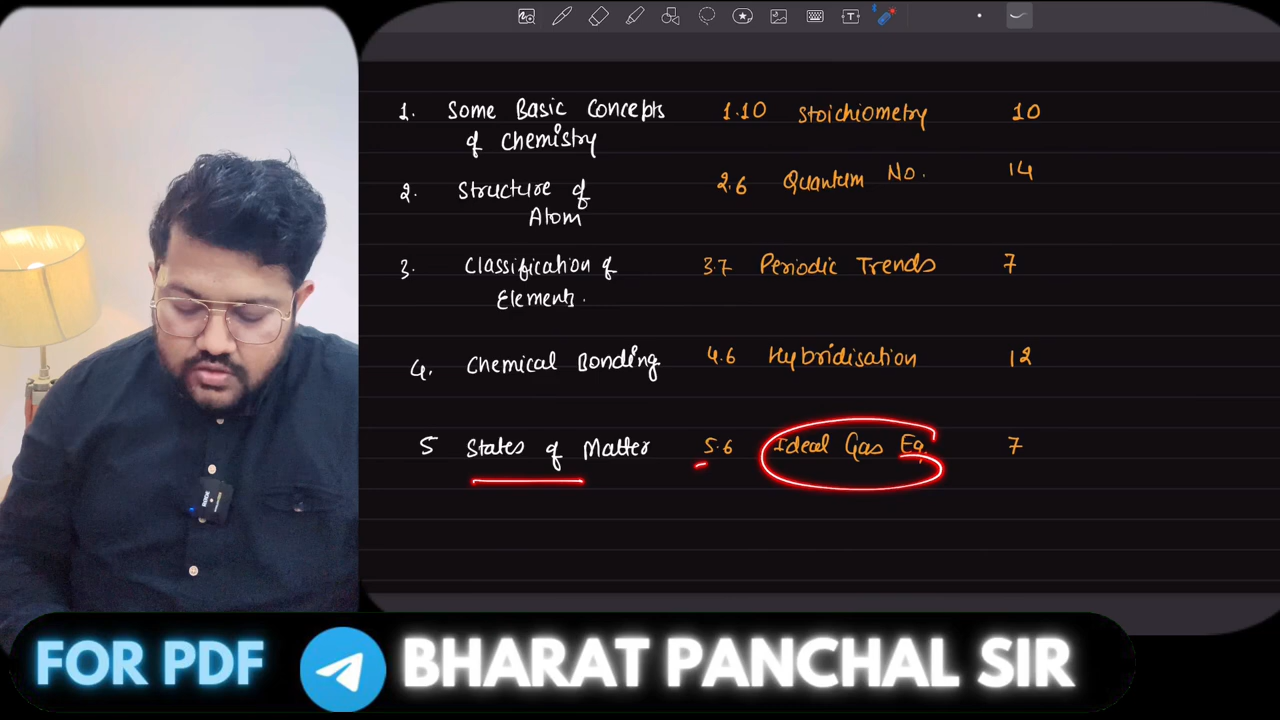 1. Some Basic Concepts 1.10 Stoichiometry 10
of Chemistry
2. Structure of 2.6 Quantum No. 14
Atom
3. Classification of 3.7 Periodic Trends 7
Elements.
4. Chemical Bonding 4.6 Hybridisation 12
5 States of Matter 5.6 Ideal Gas Eq. 7
FOR PDF BHARAT PANCHAL SIR